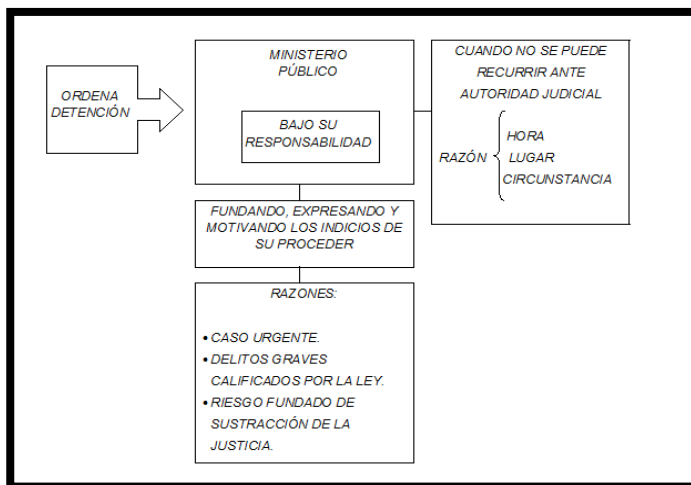 ORDENA
DETENCIÓN
MINISTERIO
PÚBLICO
BAJO SU
RESPONSABILIDAD
CUANDO NO SE PUEDE
RECURRIR ANTE
AUTORIDAD JUDICIAL
RAZÓN
HORA
LUGAR
CIRCUNSTANCIA
FUNDANDO, EXPRESANDO Y
MOTIVANDO LOS INDICIOS DE
SU PROCEDER
RAZONES:
• CASO URGENTE.
• DELITOS GRAVES
CALIFICADOS POR LA LEY.
• RIESGO FUNDADO DE
SUSTRACCIÓN DE LA
JUSTICIA.